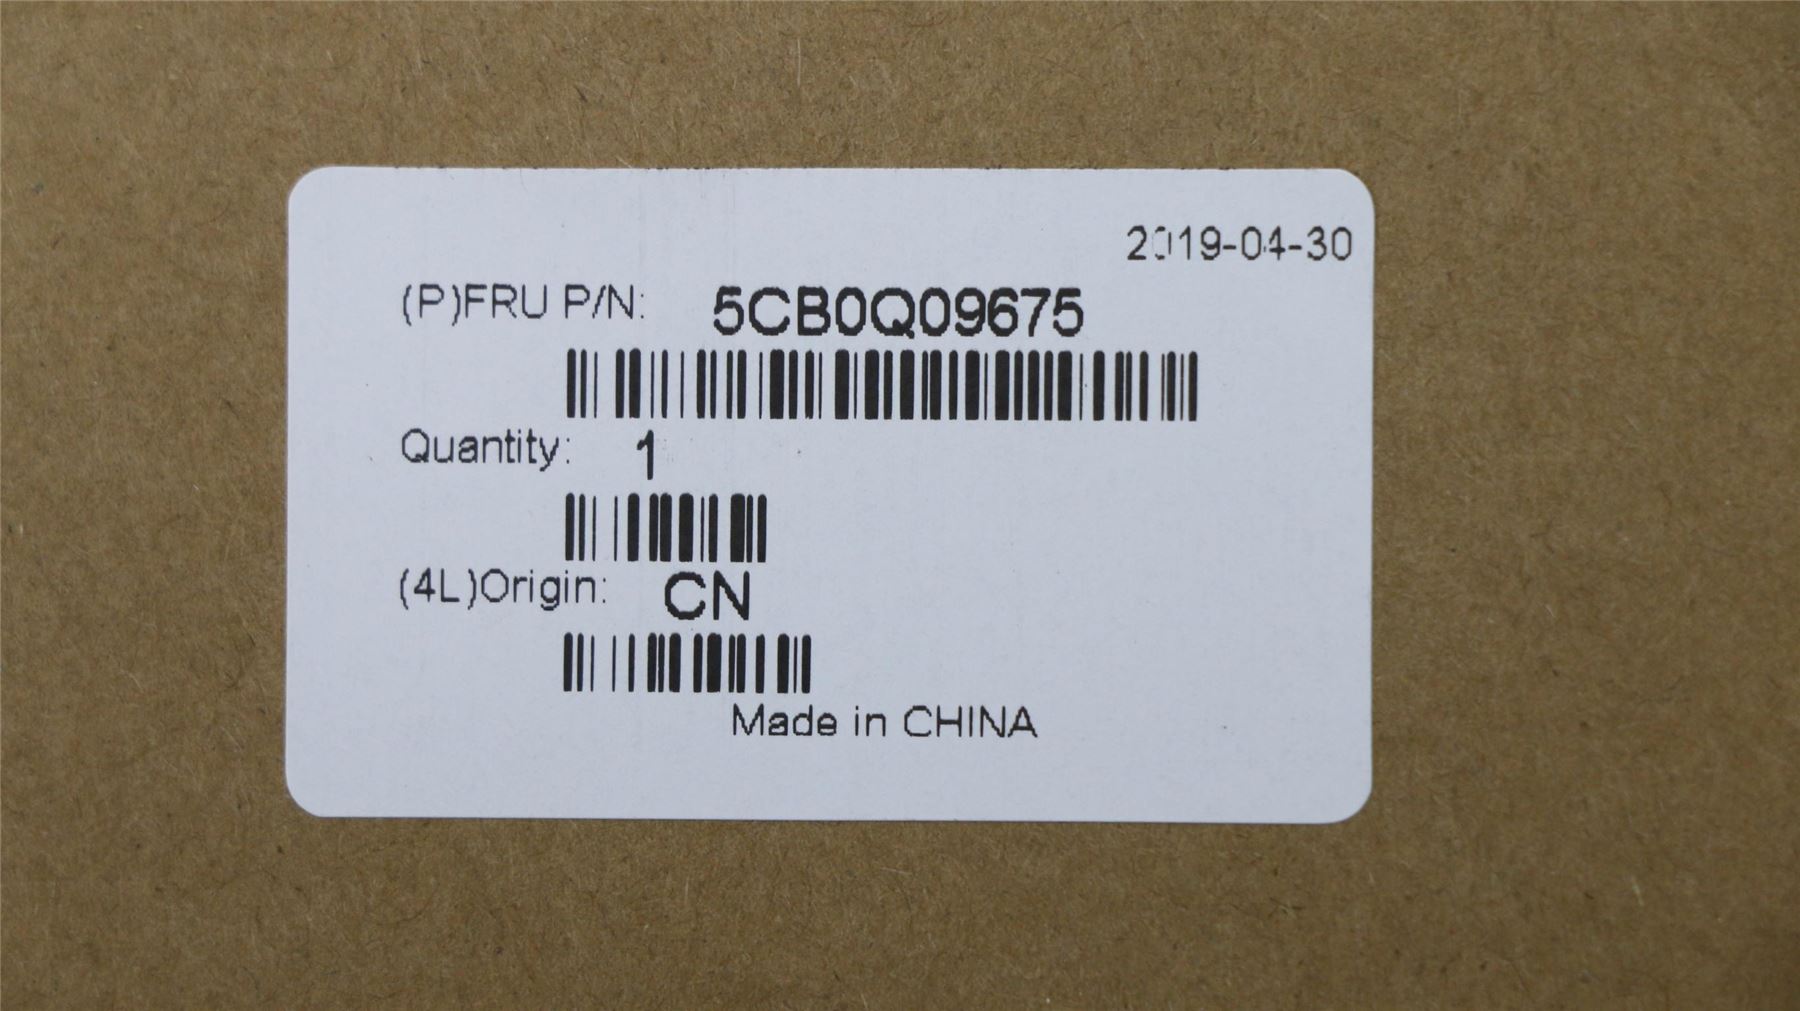 2019-04-30
(P)FRU P/N: 5CB0Q09675
Quantity: 1
(4L)Origin: CN
Made in CHINA